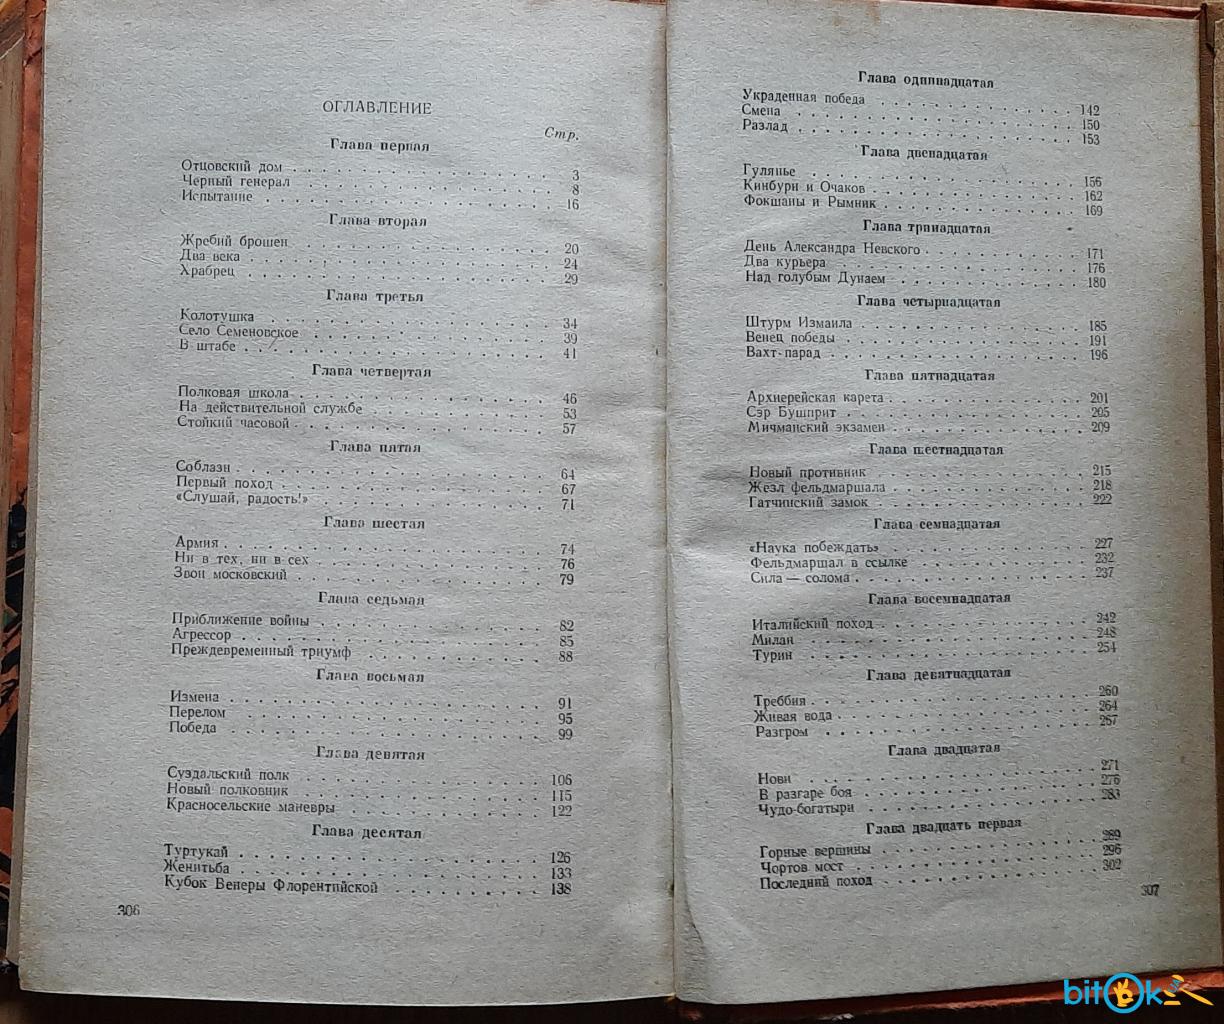 ОГЛАВЛЕНИЕ
Стр.
Глава первая
Отцовский дом 3
Черный генерал 8
Испытание 16
Глава вторая
Жребий брошен 20
Два века 24
Храбрец 29
Глава третья
Колотушка 34
Село Семеновское 39
В штабе 41
Глава четвертая
Полковая школа 46
На действительной службе 53
Стойкий часовой 57
Глава пятая
Соблазн 64
Первый поход 67
«Слушай, радость!» 71
Глава шестая
Армия 74
Ни в тех, ни в сех 76
Звон московский 79
Глава седьмая
Приближение войны 82
Агрессор 85
Преждевременный триумф 88
Глава восьмая
Измена 91
Перелом 95
Победа 99
Глава девятая
Суздальский полк 106
Новый полковник 115
Красносельские маневры 122
Глава десятая
Туртукай 126
Женитьба 133
Кубок Венеры Флорентийской 138
306
Глава одиннадцатая
Украденная победа 142
Смена 150
Разлад 153
Глава двенадцатая
Гулянье 156
Кинбурн и Очаков 162
Фокшаны и Рымник 169
Глава тринадцатая
День Александра Невского 171
Два курьера 176
Над голубым Дунаем 180
Глава четырнадцатая
Штурм Измаила 185
Венец победы 191
Вахт-парад 196
Глава пятнадцатая
Архиерейская карета 201
Сэр Бушприт 205
Мичманский экзамен 209
Глава шестнадцатая
Новый противник 215
Жезл фельдмаршала 218
Гатчинский замок 222
Глава семнадцатая
«Наука побеждать» 227
Фельдмаршал в ссылке 232
Сила — солома 237
Глава восемнадцатая
Италийский поход 242
Милан 248
Турин 254
Глава девятнадцатая
Треббия 260
Живая вода 264
Разгром 267
Глава двадцатая
Нови 271
В разгаре боя 276
Чудо-богатыри 283
Глава двадцать первая
Горные вершины 289
Чортов мост 296
Последний поход 302
307
bitOk